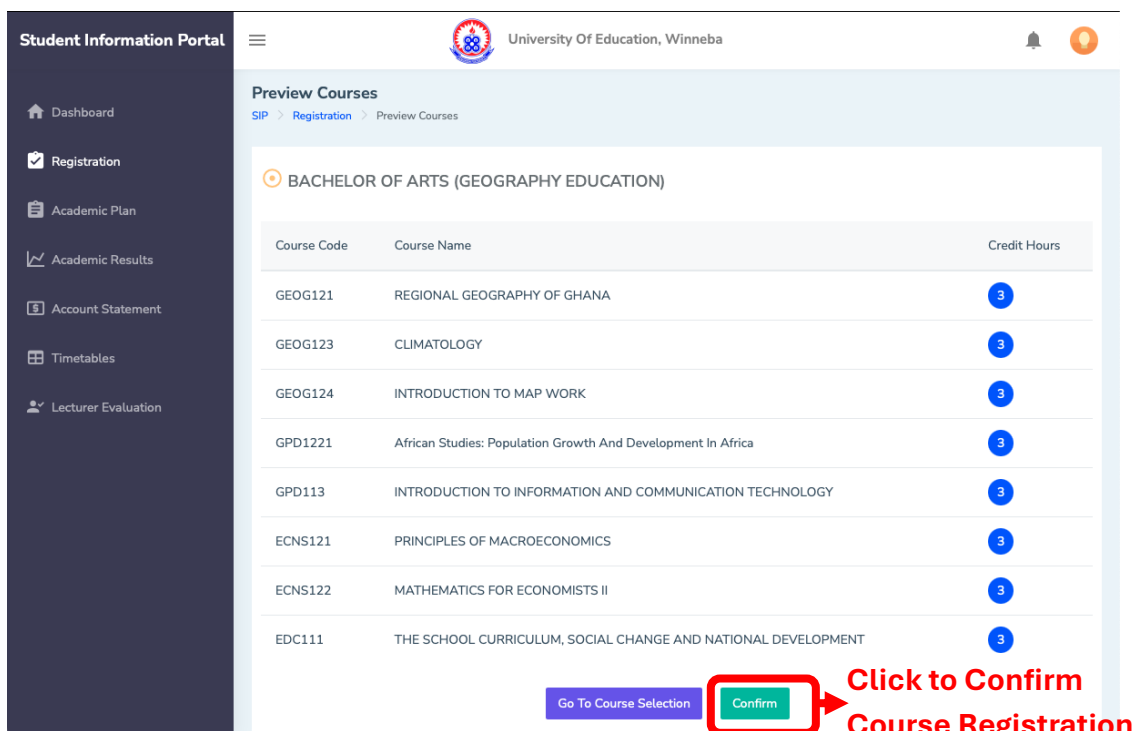 Student Information Portal
University Of Education, Winneba
Dashboard
Registration
Academic Plan
Academic Results
Account Statement
Timetables
Lecturer Evaluation
Preview Courses
SIP > Registration > Preview Courses
BACHELOR OF ARTS (GEOGRAPHY EDUCATION)
Course Code Course Name Credit Hours
GEOG121 REGIONAL GEOGRAPHY OF GHANA 3
GEOG123 CLIMATOLOGY 3
GEOG124 INTRODUCTION TO MAP WORK 3
GPD1221 African Studies: Population Growth And Development In Africa 3
GPD113 INTRODUCTION TO INFORMATION AND COMMUNICATION TECHNOLOGY 3
ECNS121 PRINCIPLES OF MACROECONOMICS 3
ECNS122 MATHEMATICS FOR ECONOMISTS II 3
EDC111 THE SCHOOL CURRICULUM, SOCIAL CHANGE AND NATIONAL DEVELOPMENT 3
Go To Course Selection Confirm
Click to Confirm
Course Registration